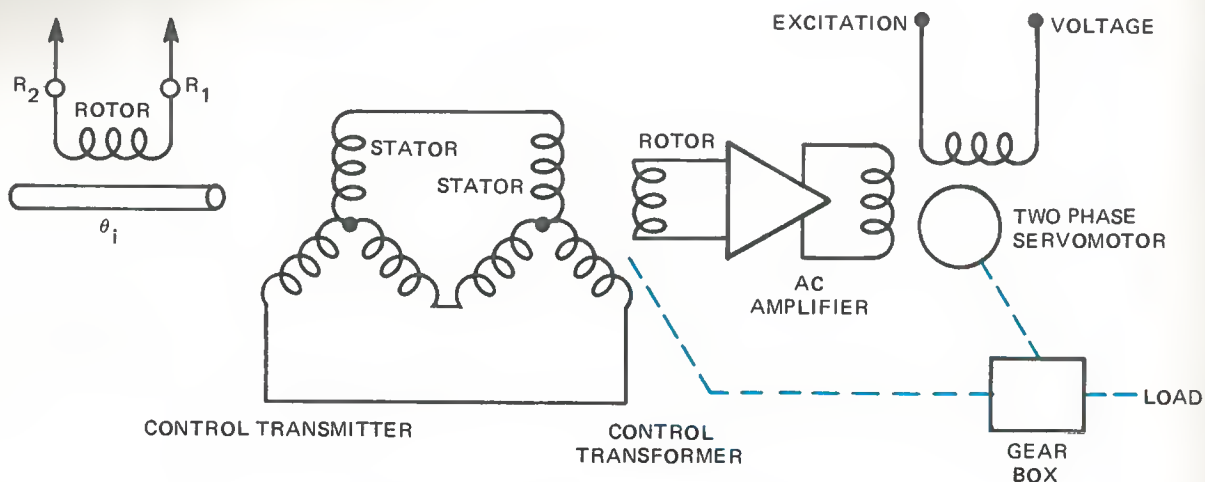 EXCITATION
VOLTAGE
R2
ROTOR
R1
θi
STATOR
STATOR
ROTOR
AC
AMPLIFIER
TWO PHASE
SERVOMOTOR
CONTROL TRANSMITTER
CONTROL
TRANSFORMER
LOAD
GEAR
BOX